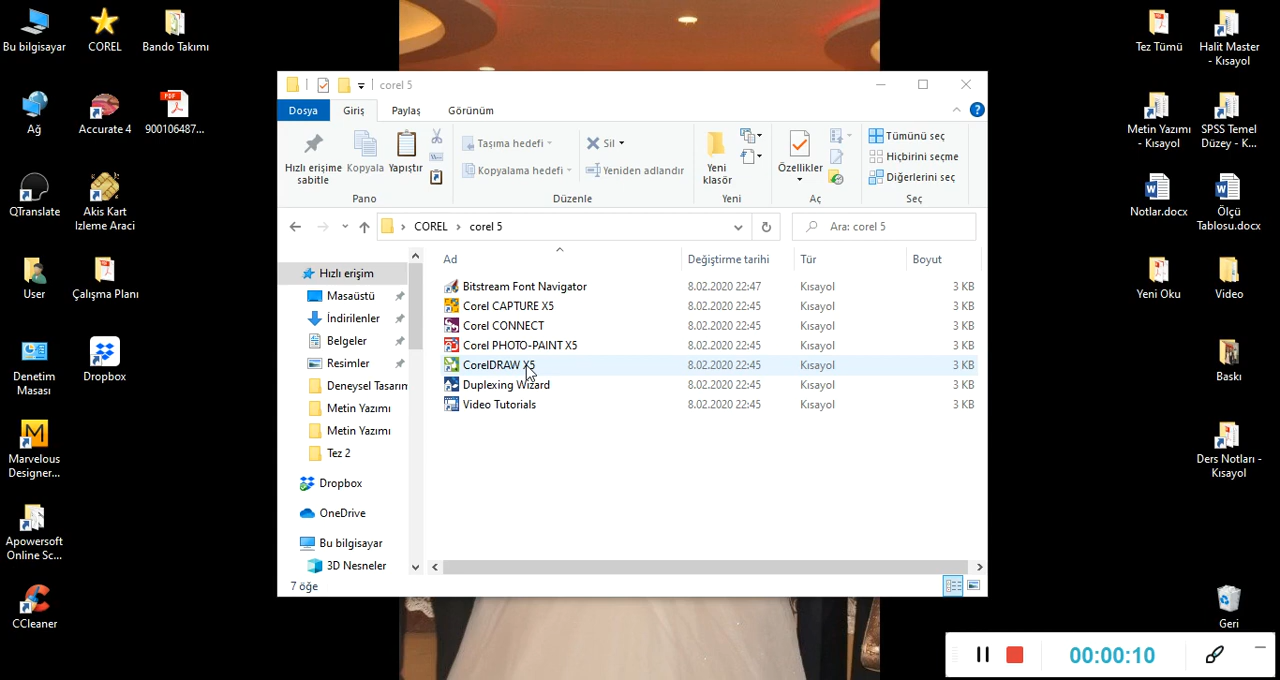 Bu bilgisayar
COREL
Bando Takımı
Ağ
Accurate 4
PDF
900106487...
QTranslate
Akis Kart
Izleme Araci
User
Çalışma Planı
Denetim
Masası
Dropbox
Marvelous
Designer...
Apowersoft
Online Sc...
CCleaner
corel 5
Dosya
Giriş
Paylaş
Görünüm
Hızlı erişime
sabitle
Kopyala
Yapıştır
Pano
Taşıma hedefi
Kopyalama hedefi
Sil
Yeniden adlandır
Düzenle
Yeni
klasör
Yeni
Özellikler
Aç
Tümünü seç
Hiçbirini seçme
Diğerlerini seç
Seç
COREL > corel 5
Ara: corel 5
Hızlı erişim
Masaüstü
İndirilenler
Belgeler
Resimler
Deneysel Tasarım
Metin Yazımı
Metin Yazımı
Tez 2
Dropbox
OneDrive
Bu bilgisayar
3D Nesneler
Ad Değiştirme tarihi Tür Boyut
Bitstream Font Navigator 8.02.2020 22:47 Kısayol 3 KB
Corel CAPTURE X5 8.02.2020 22:45 Kısayol 3 KB
Corel CONNECT 8.02.2020 22:45 Kısayol 3 KB
Corel PHOTO-PAINT X5 8.02.2020 22:45 Kısayol 3 KB
CorelDRAW X5 8.02.2020 22:45 Kısayol 3 KB
Duplexing Wizard 8.02.2020 22:45 Kısayol 3 KB
Video Tutorials 8.02.2020 22:45 Kısayol 3 KB
7 öğe
Tez Tümü
Halit Master
- Kısayol
Metin Yazımı
- Kısayol
SPSS Temel
Düzey - K...
Notlar.docx
Ölçü
Tablosu.docx
Yeni Oku
Video
Baskı
Ders Notları -
Kısayol
Geri
00:00:10